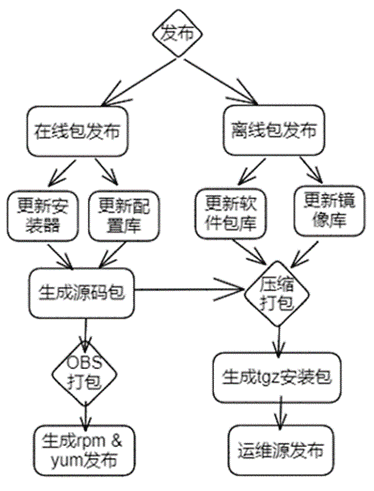 发布
在线包发布
离线包发布
更新安
装器
更新配
置库
更新软
件包库
更新镜
像库
生成源码包
压缩
打包
OBS
打包
生成tgz安装包
生成rpm &
yum发布
运维源发布